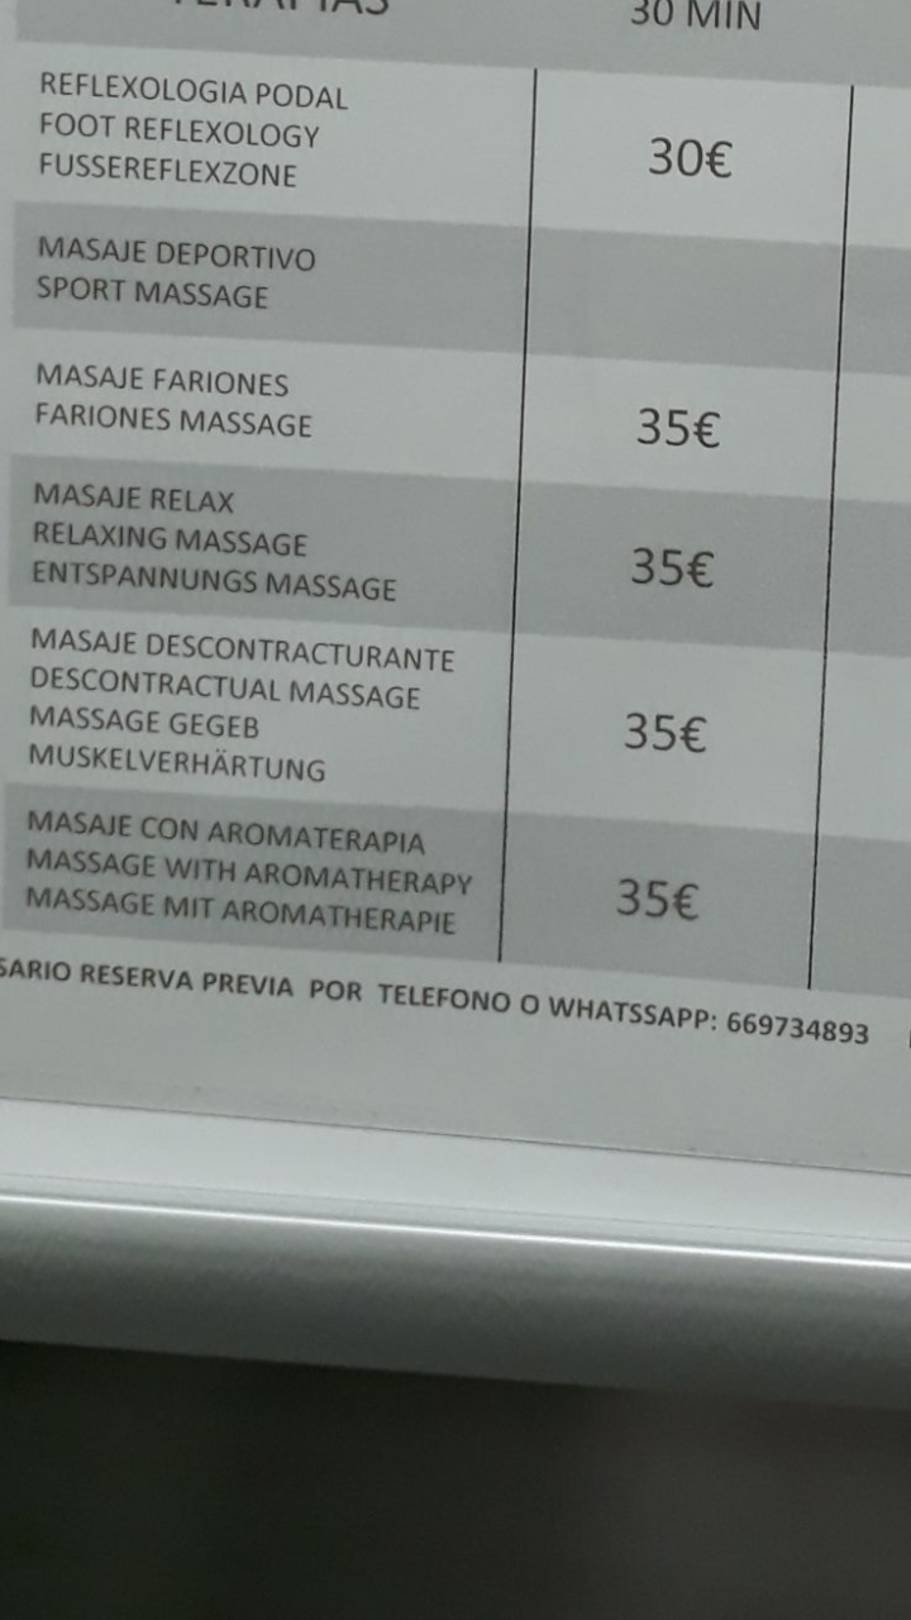 TERAPIAS 30 MIN
REFLEXOLOGIA PODAL
FOOT REFLEXOLOGY
FUSSEREFLEXZONE
30€
MASAJE DEPORTIVO
SPORT MASSAGE
MASAJE FARIONES
FARIONES MASSAGE
35€
MASAJE RELAX
RELAXING MASSAGE
ENTSPANNUNGS MASSAGE
35€
MASAJE DESCONTRACTURANTE
DESCONTRACTUAL MASSAGE
MASSAGE GEGEB
MUSKELVERHÄRTUNG
35€
MASAJE CON AROMATERAPIA
MASSAGE WITH AROMATHERAPY
MASSAGE MIT AROMATHERAPIE
35€
SARIO RESERVA PREVIA POR TELEFONO O WHATSSAPP: 669734893